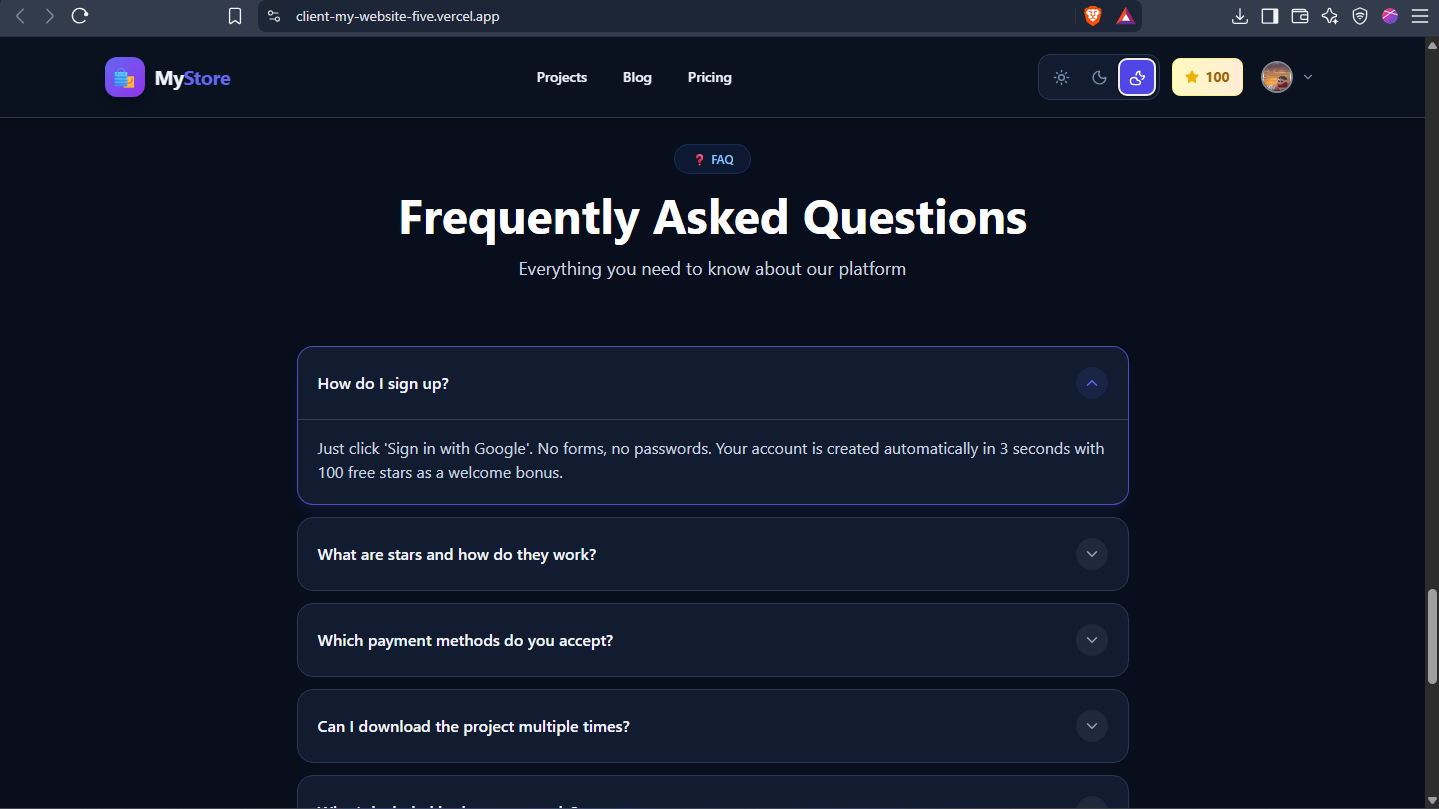 client-my-website-five.vercel.app
MyStore
Projects
Blog
Pricing
100
❓ FAQ
Frequently Asked Questions
Everything you need to know about our platform
How do I sign up?
Just click 'Sign in with Google'. No forms, no passwords. Your account is created automatically in 3 seconds with
100 free stars as a welcome bonus.
What are stars and how do they work?
Which payment methods do you accept?
Can I download the project multiple times?